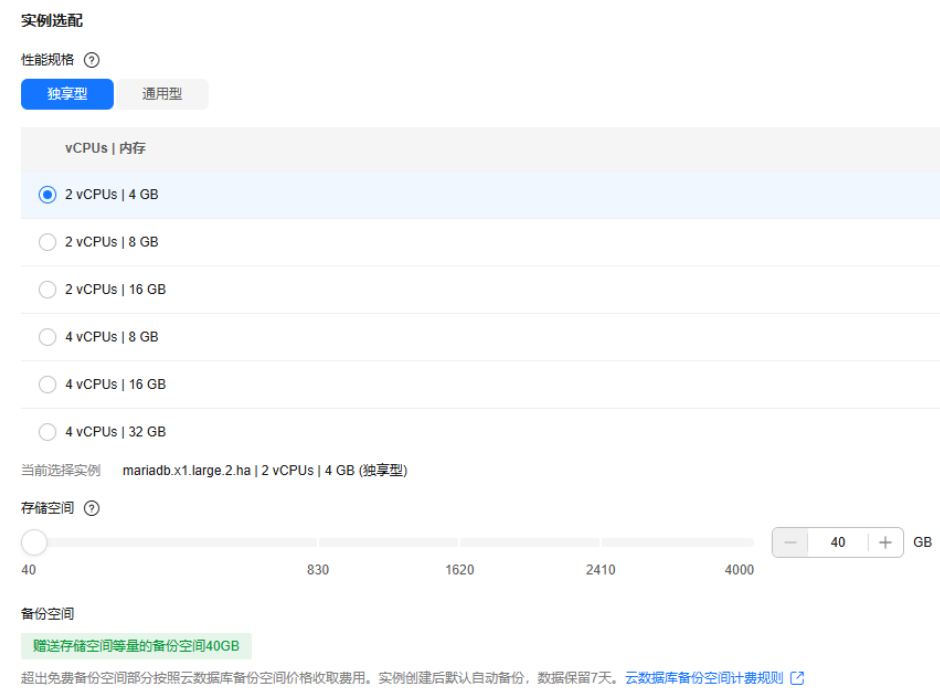 实例选配
性能规格 ?
独享型 通用型
vCPUs | 内存
2 vCPUs | 4 GB
2 vCPUs | 8 GB
2 vCPUs | 16 GB
4 vCPUs | 8 GB
4 vCPUs | 16 GB
4 vCPUs | 32 GB
当前选择实例 mariadb.x1.large.2.ha | 2 vCPUs | 4 GB (独享型)
存储空间 ?
40 GB
40 830 1620 2410 4000
备份空间
赠送存储空间等量的备份空间40GB
超出免费备份空间部分按照云数据库备份空间价格收取费用。实例创建后默认自动备份，数据保留7天。云数据库备份空间计费规则